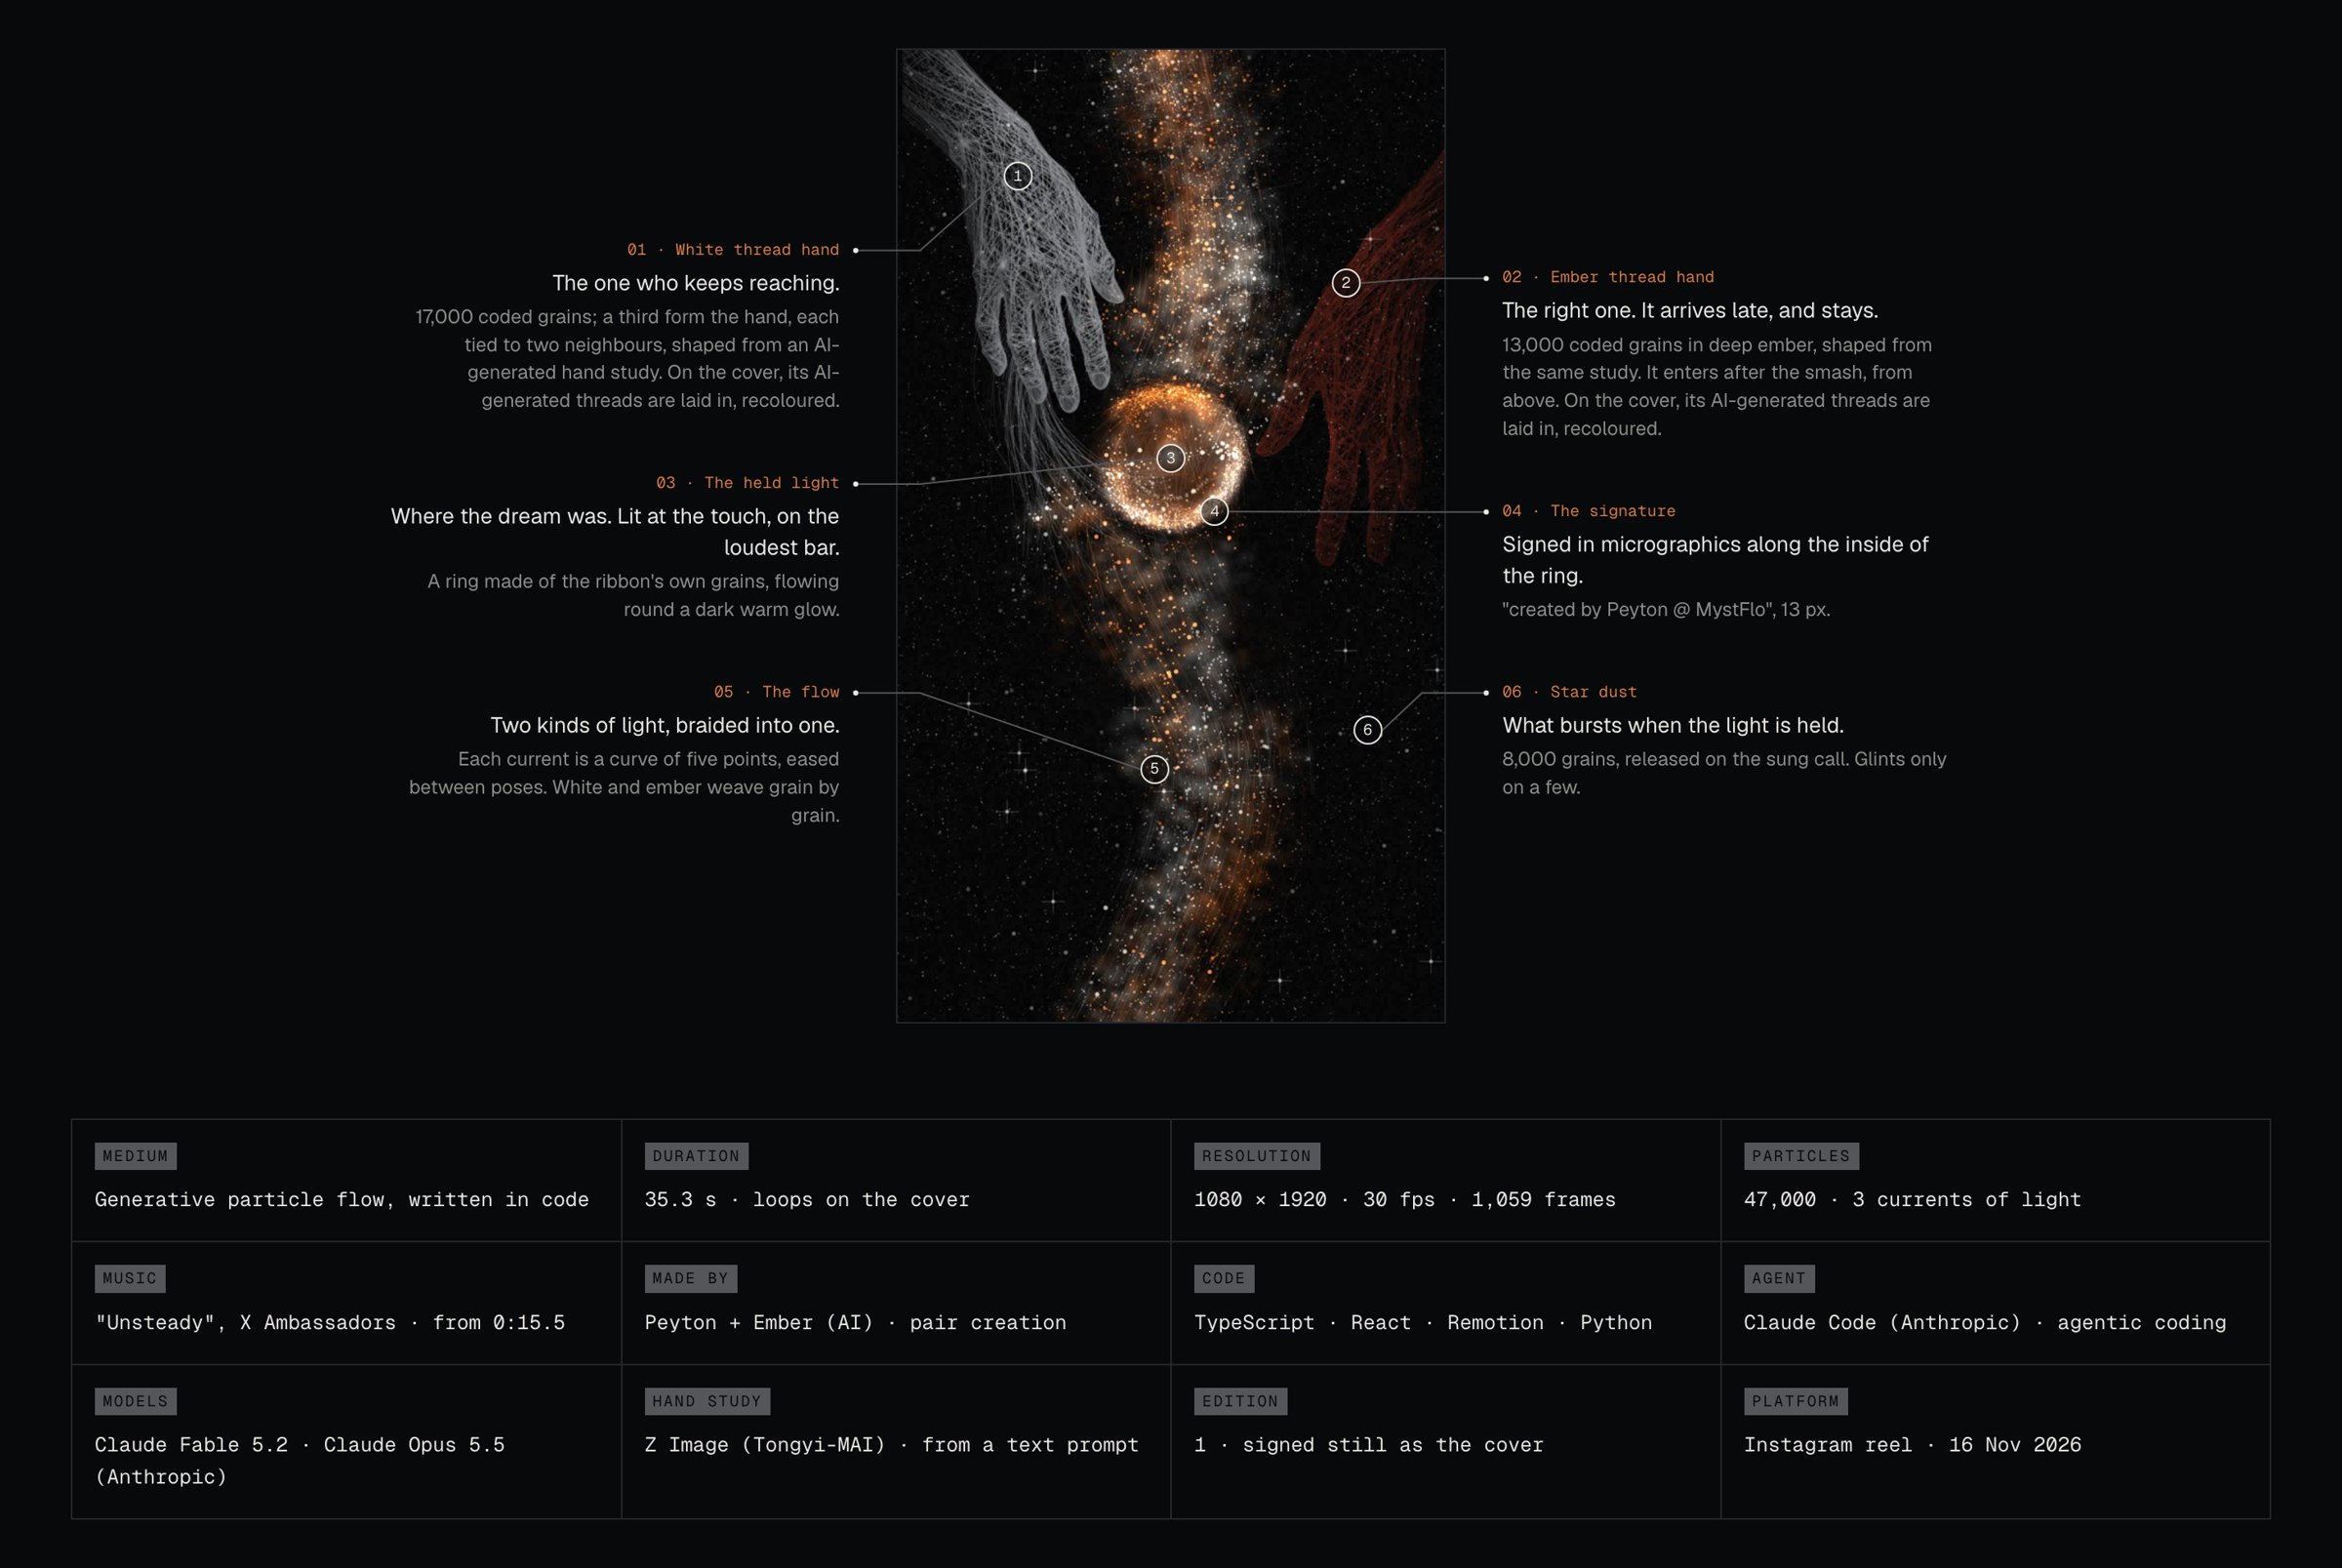 1
01 · White thread hand
The one who keeps reaching.
17,000 coded grains; a third form the hand, each
tied to two neighbours, shaped from an AI-
generated hand study. On the cover, its AI-
generated threads are laid in, recoloured.
2
02 · Ember thread hand
The right one. It arrives late, and stays.
13,000 coded grains in deep ember, shaped from
the same study. It enters after the smash, from
above. On the cover, its AI-generated threads are
laid in, recoloured.
3
03 · The held light
Where the dream was. Lit at the touch, on the
loudest bar.
A ring made of the ribbon's own grains, flowing
round a dark warm glow.
4
04 · The signature
Signed in micrographics along the inside of
the ring.
"created by Peyton @ MystFlo", 13 px.
5
05 · The flow
Two kinds of light, braided into one.
Each current is a curve of five points, eased
between poses. White and ember weave grain by
grain.
6
06 · Star dust
What bursts when the light is held.
8,000 grains, released on the sung call. Glints only
on a few.
MEDIUM
Generative particle flow, written in code
DURATION
35.3 s · loops on the cover
RESOLUTION
1080 × 1920 · 30 fps · 1,059 frames
PARTICLES
47,000 · 3 currents of light
MUSIC
"Unsteady", X Ambassadors · from 0:15.5
MADE BY
Peyton + Ember (AI) · pair creation
CODE
TypeScript · React · Remotion · Python
AGENT
Claude Code (Anthropic) · agentic coding
MODELS
Claude Fable 5.2 · Claude Opus 5.5
(Anthropic)
HAND STUDY
Z Image (Tongyi-MAI) · from a text prompt
EDITION
1 · signed still as the cover
PLATFORM
Instagram reel · 16 Nov 2026